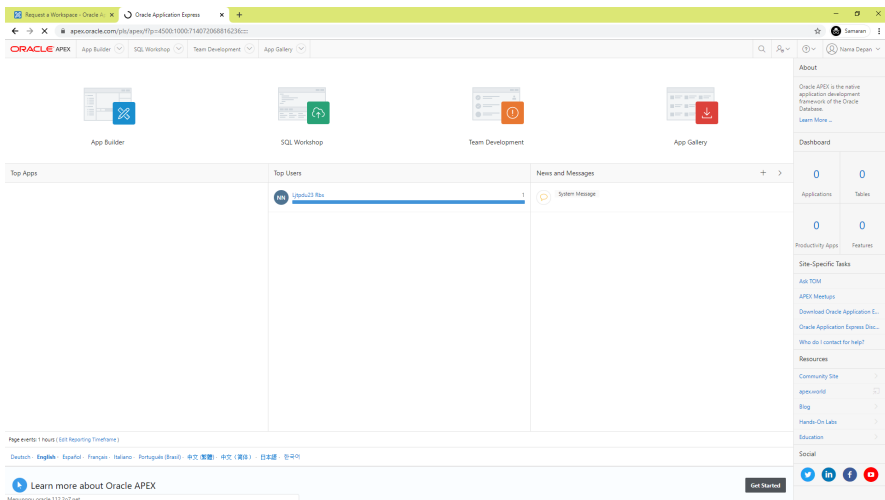 Request a Workspace - Oracle A
Oracle Application Express
apex.oracle.com/pls/apex/f?p=4500:1000:714072068816236:::::
Samaran
ORACLE APEX App Builder SQL Workshop Team Development App Gallery
Nama Depan
App Builder
SQL Workshop
Team Development
App Gallery
Top Apps
Top Users
NN
1
News and Messages
System Message
Page events: 1 hours ( Edit Reporting Timeframe )
Deutsch English Español Français Italiano Português (Brasil) 中文 (繁體) 中文 (简体) 日本語 한국어
Learn more about Oracle APEX
Get Started
About
Oracle APEX is the native
application development
framework of the Oracle
Database.
Learn More ...
Dashboard
0 0
Applications Tables
0 0
Productivity Apps Features
Site-Specific Tasks
Ask TOM
APEX Meetups
Download Oracle Application E...
Oracle Application Express Disc...
Who do I contact for help?
Resources
Community Site
apex.world
Blog
Hands-On Labs
Education
Social